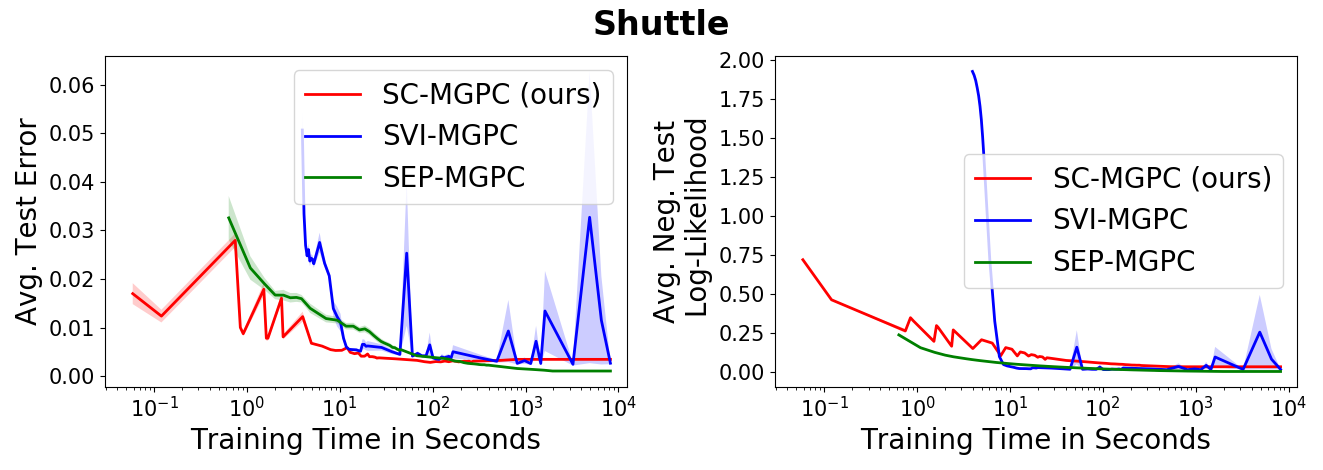 Shuttle
Avg. Test Error
0.06
0.05
0.04
0.03
0.02
0.01
0.00
SC-MGPC (ours)
SVI-MGPC
SEP-MGPC
10⁻¹ 10⁰ 10¹ 10² 10³ 10⁴
Training Time in Seconds
Avg. Neg. Test
Log-Likelihood
2.00
1.75
1.50
1.25
1.00
0.75
0.50
0.25
0.00
SC-MGPC (ours)
SVI-MGPC
SEP-MGPC
10⁻¹ 10⁰ 10¹ 10² 10³ 10⁴
Training Time in Seconds